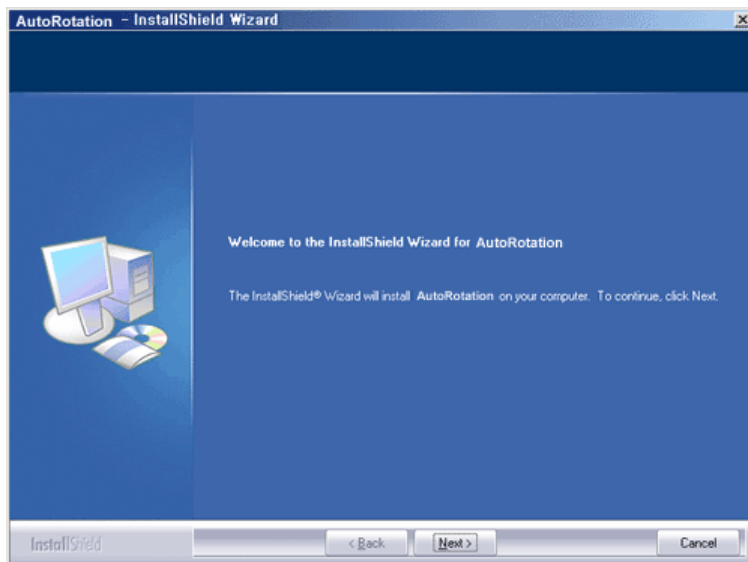 AutoRotation - InstallShield Wizard
Welcome to the InstallShield Wizard for AutoRotation
The InstallShield® Wizard will install AutoRotation on your computer. To continue, click Next.
InstallShield
< Back
Next >
Cancel